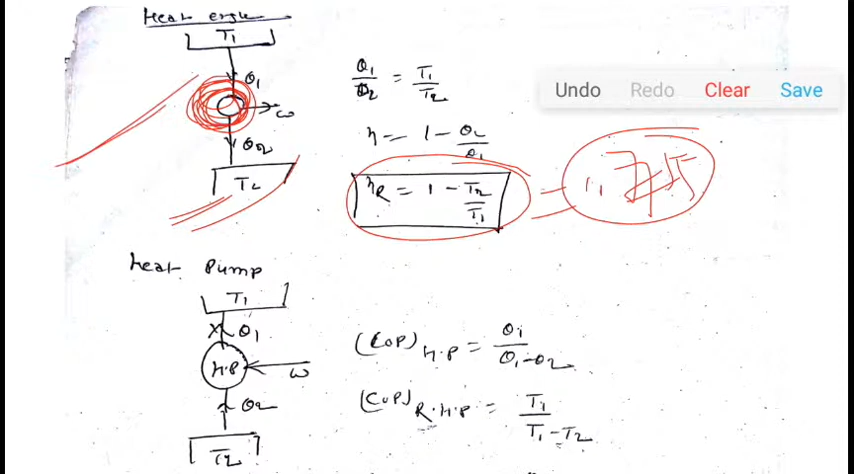 Heat engine
T1
Q1
W
Q2
T2
Q1/Q2 = T1/T2
η = 1 - Q2/Q1
ηR = 1 - T2/T1
Undo Redo Clear Save
Heat Pump
T1
Q1
H.P
W
Q2
T2
(COP)H.P = Q1/Q1-Q2
(COP)R.H.P = T1/T1-T2